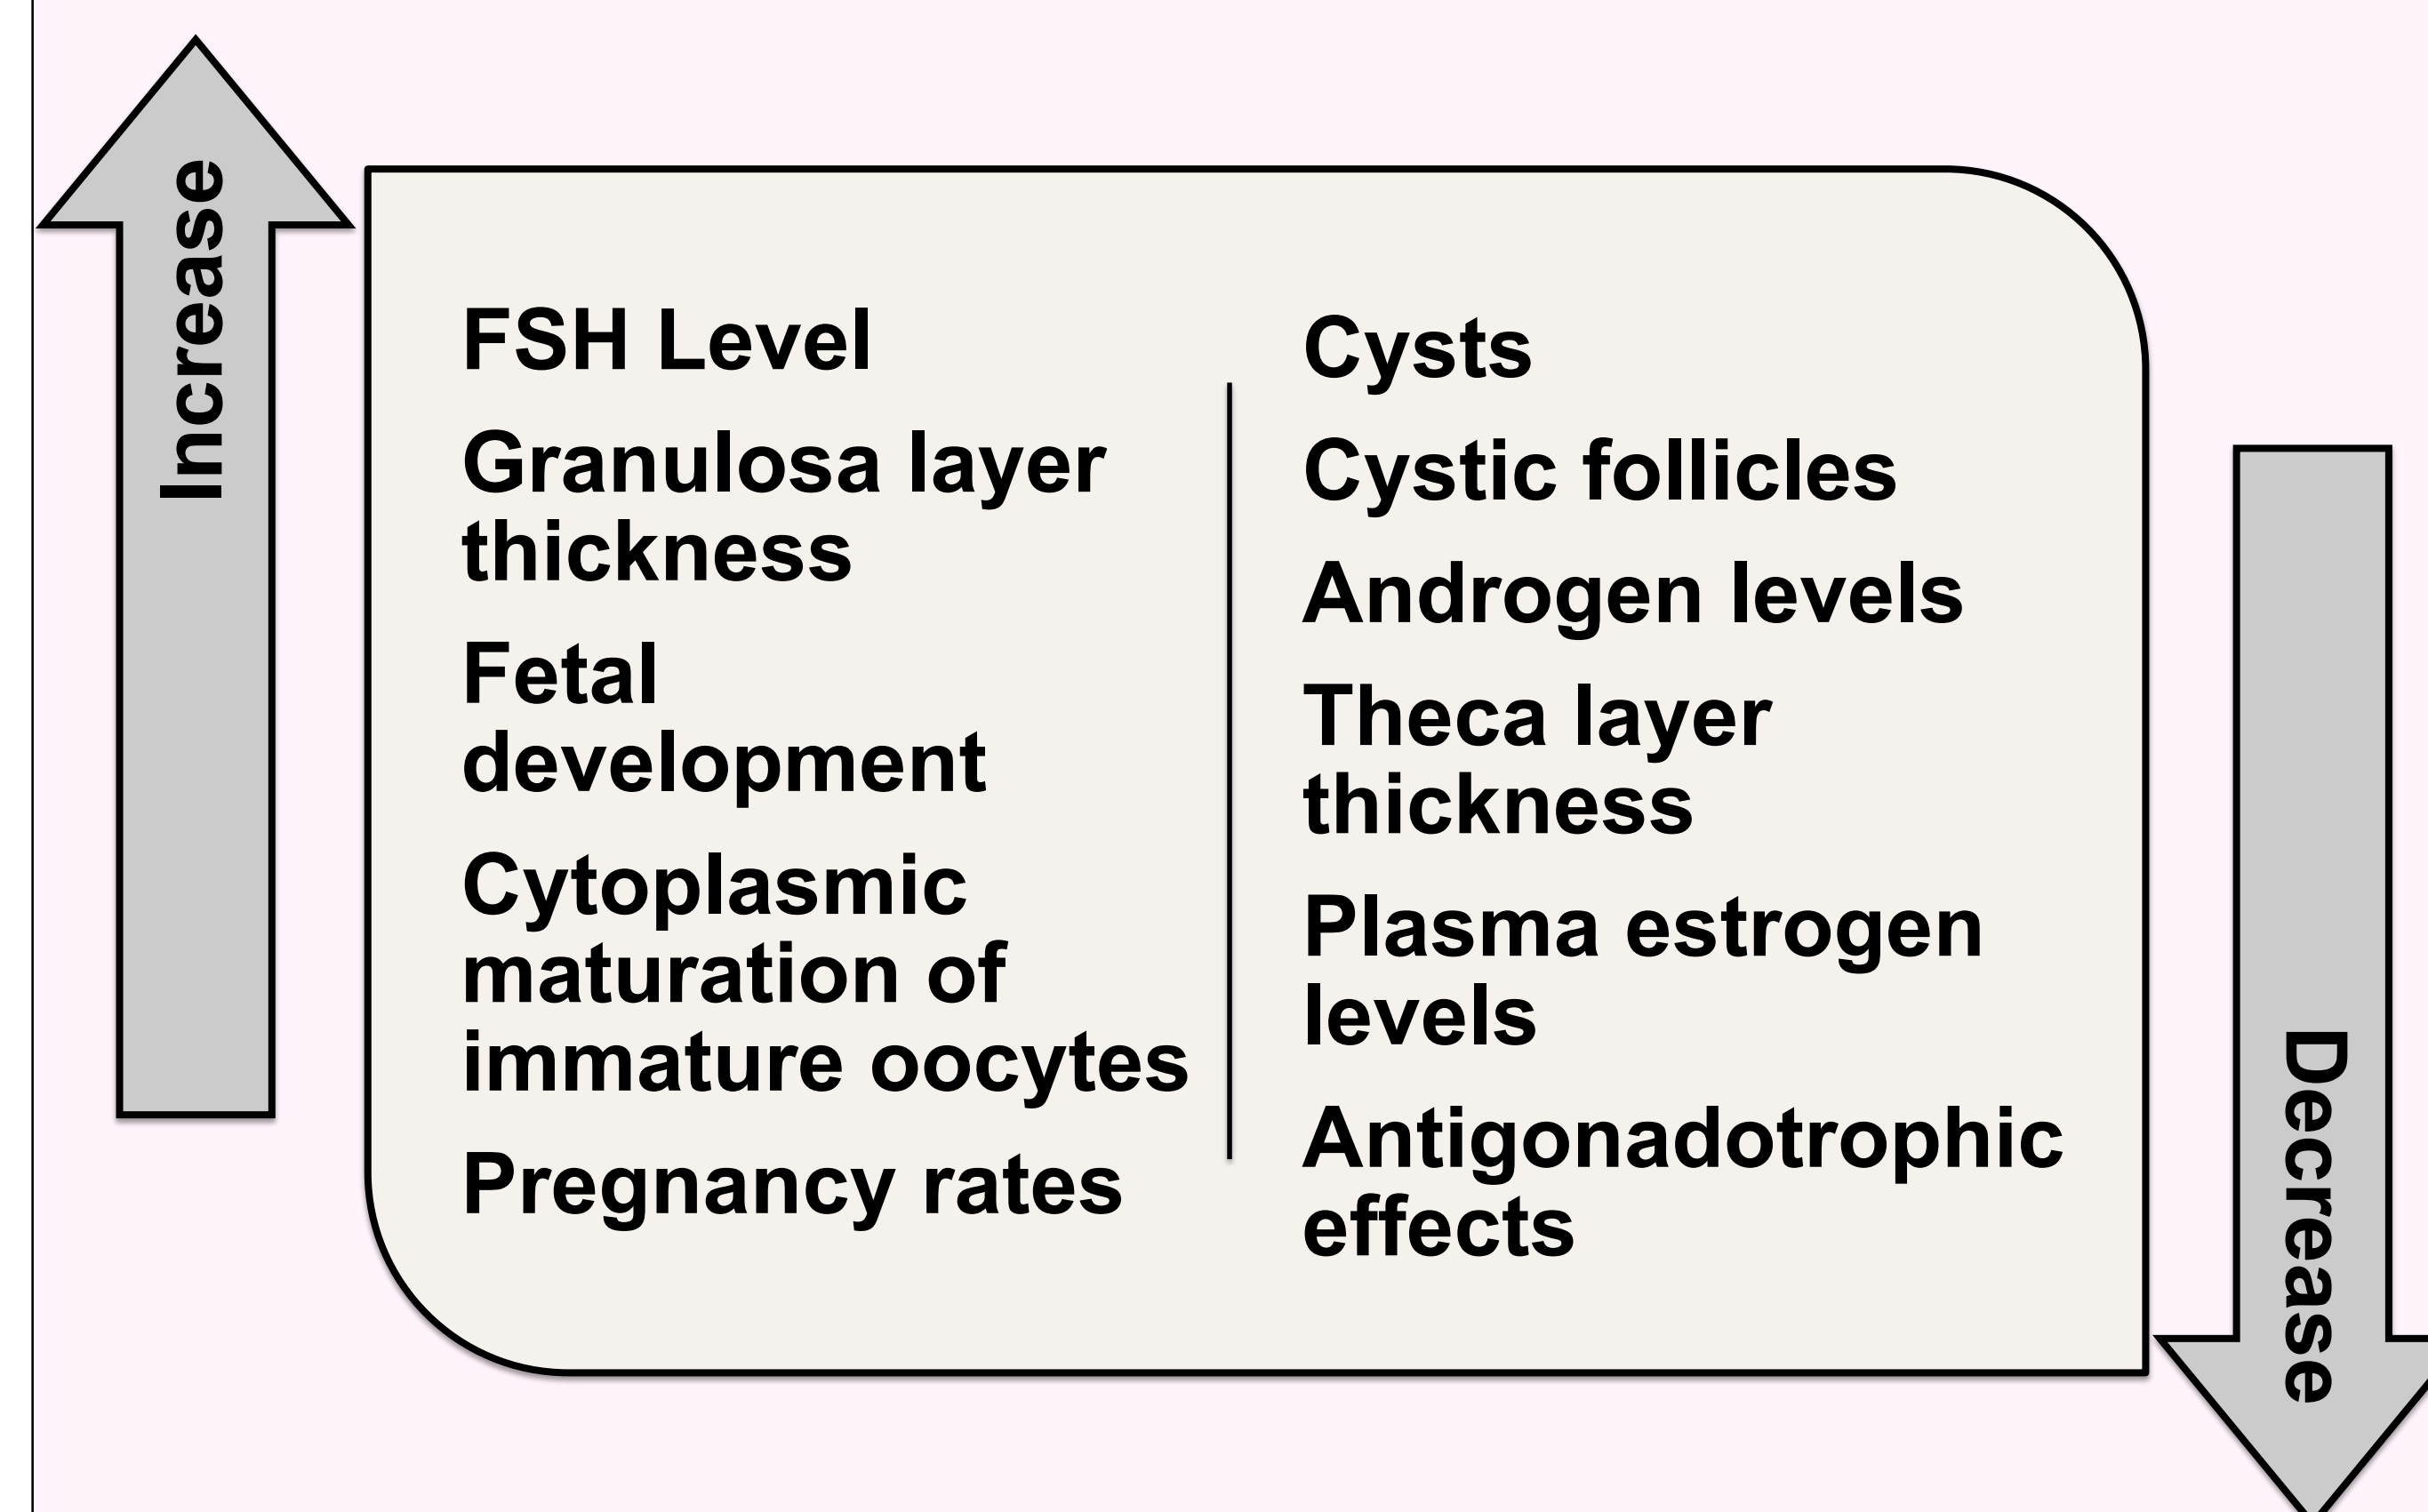 Increase
FSH Level
Granulosa layer
thickness
Fetal
development
Cytoplasmic
maturation of
immature oocytes
Pregnancy rates
Cysts
Cystic follicles
Androgen levels
Theca layer
thickness
Plasma estrogen
levels
Antigonadotrophic
effects
Decrease